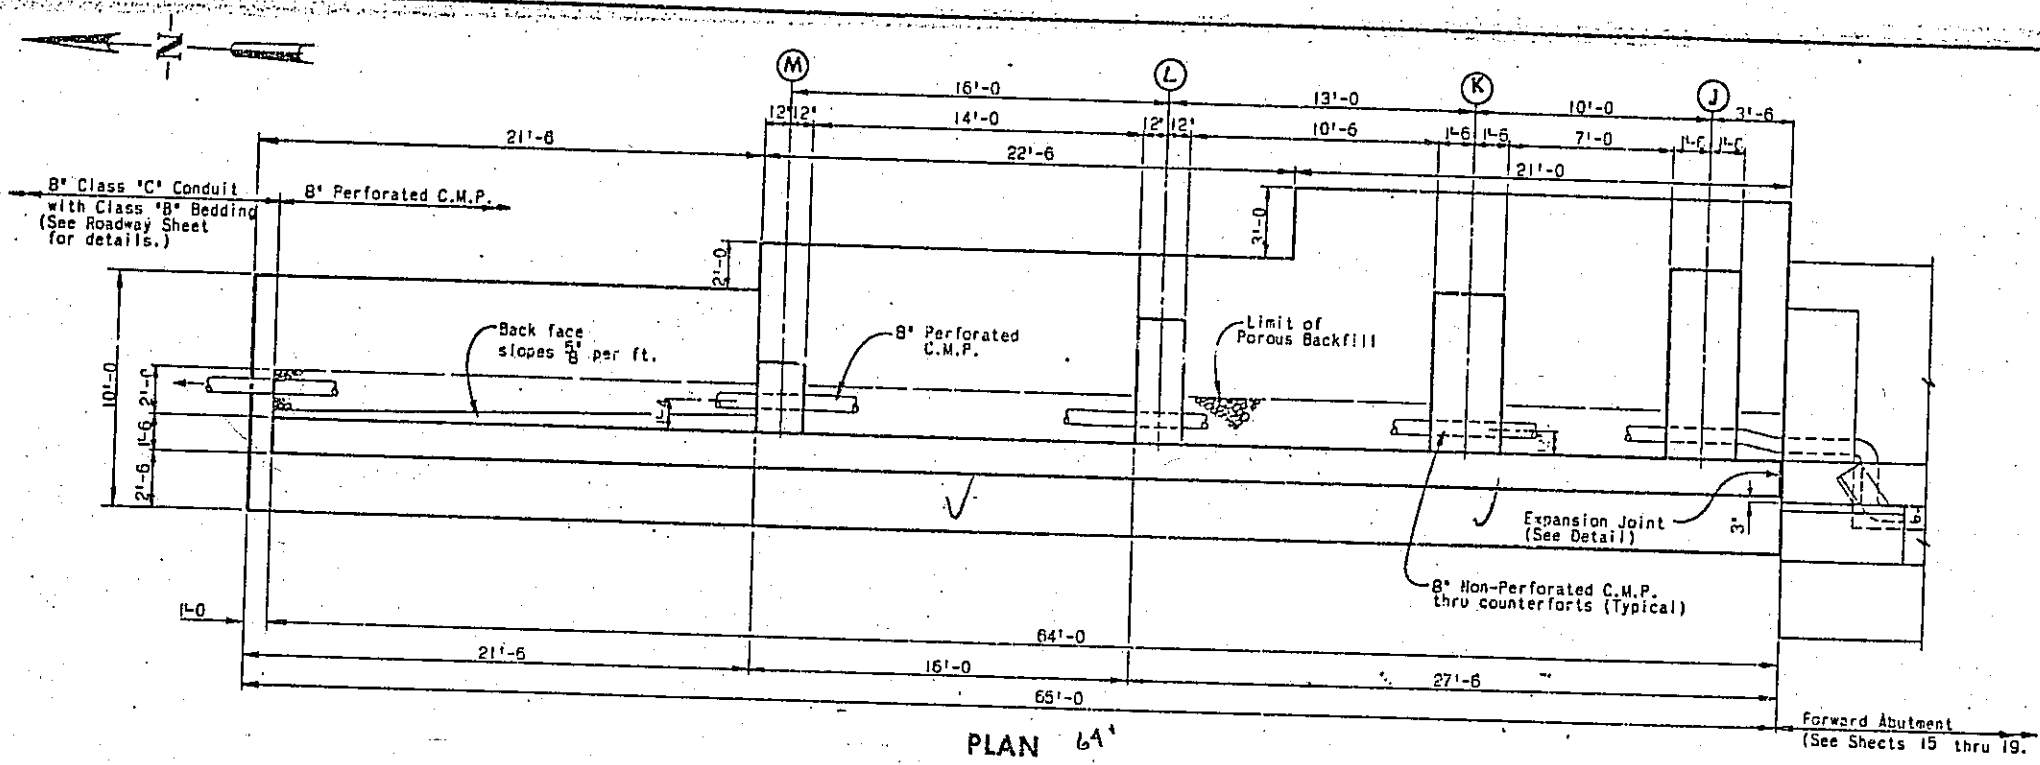 N
M
L
K
J
16'-0
13'-0
10'-0
3'-6
12"
12"
14'-0
12"
12"
10'-6
1'-6
1'-6
7'-0
21'-6
22'-6
21'-0
8" Class "C" Conduit
with Class "B" Bedding
(See Roadway Sheet
for details.)
8" Perforated C.M.P.
3'-0
2'-0
10'-0
2'-0
1'-6
2'-6
Back face
slopes 5/8" per ft.
8" Perforated
C.M.P.
Limit of
Porous Backfill
Expansion Joint
(See Detail)
3"
8" Non-Perforated C.M.P.
thru counterforts (Typical)
1'-0
64'-0
21'-6
16'-0
27'-6
65'-0
Forward Abutment
(See Sheets 15 thru 19.
PLAN 64'